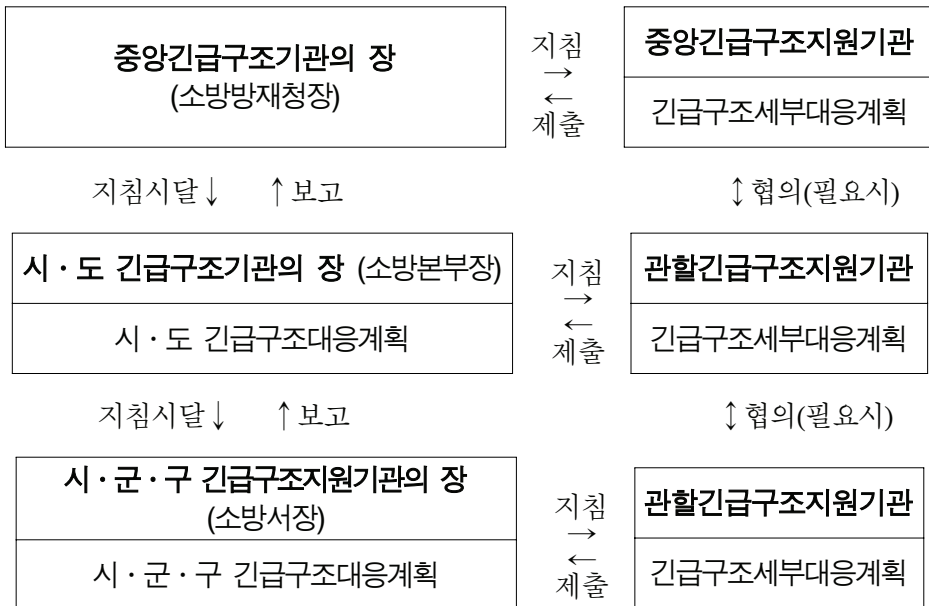 중앙긴급구조기관의 장
(소방방재청장)
지침
→
←
제출
중앙긴급구조지원기관
긴급구조세부대응계획
지침시달↓ ↑보고
↕협의(필요시)
시·도 긴급구조기관의 장 (소방본부장)
시·도 긴급구조대응계획
지침
→
←
제출
관할긴급구조지원기관
긴급구조세부대응계획
지침시달↓ ↑보고
↕협의(필요시)
시·군·구 긴급구조지원기관의 장
(소방서장)
시·군·구 긴급구조대응계획
지침
→
←
제출
관할긴급구조지원기관
긴급구조세부대응계획